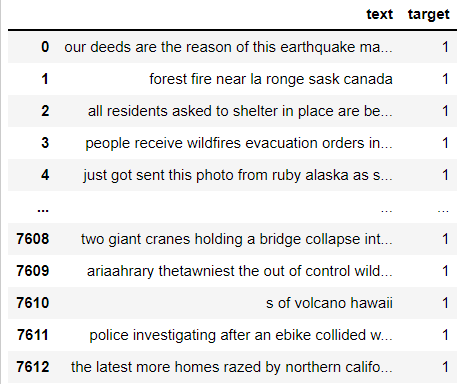 text target
0 our deeds are the reason of this earthquake ma... 1
1 forest fire near la ronge sask canada 1
2 all residents asked to shelter in place are be... 1
3 people receive wildfires evacuation orders in... 1
4 just got sent this photo from ruby alaska as s... 1
... ... ...
7608 two giant cranes holding a bridge collapse int... 1
7609 ariaahrary thetawniest the out of control wild... 1
7610 s of volcano hawaii 1
7611 police investigating after an ebike collided w... 1
7612 the latest more homes razed by northern califo... 1